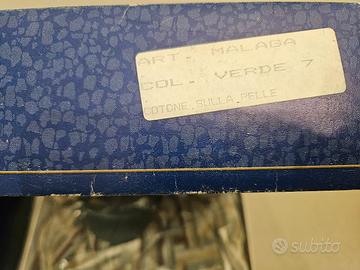 ART. MALAGA
COL. VERDE 7
COTONE SULLA PELLE
subito